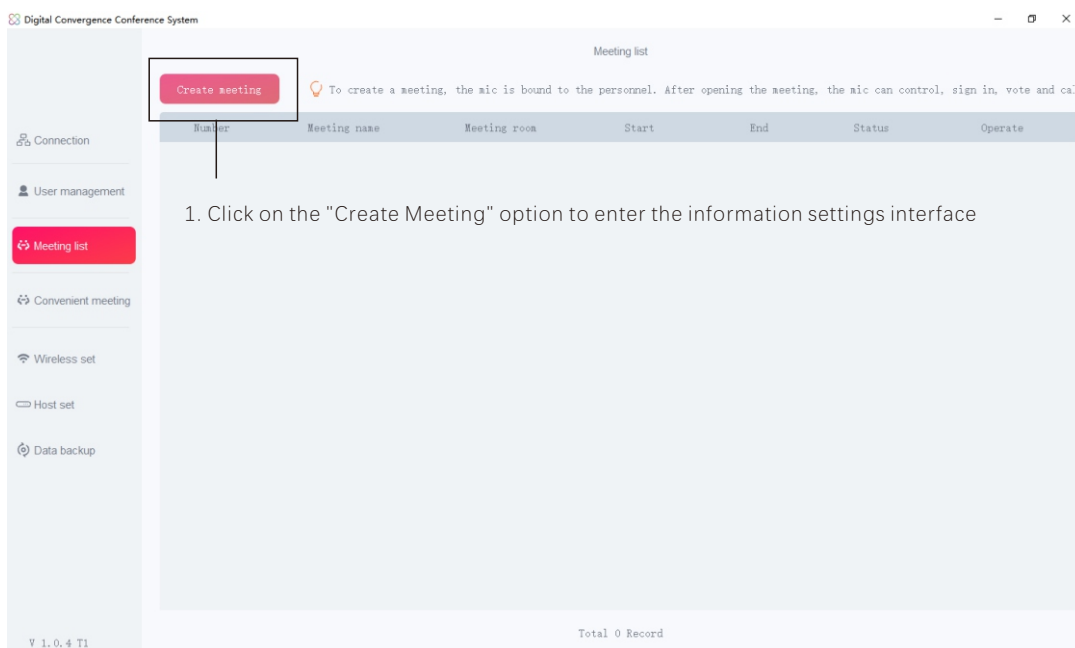 Digital Convergence Conference System
Meeting list
Create meeting
To create a meeting, the mic is bound to the personnel. After opening the meeting, the mic can control, sign in, vote and cal
Number Meeting name Meeting room Start End Status Operate
Connection
User management
1. Click on the "Create Meeting" option to enter the information settings interface
Meeting list
Convenient meeting
Wireless set
Host set
Data backup
Total 0 Record
V 1.0.4 T1